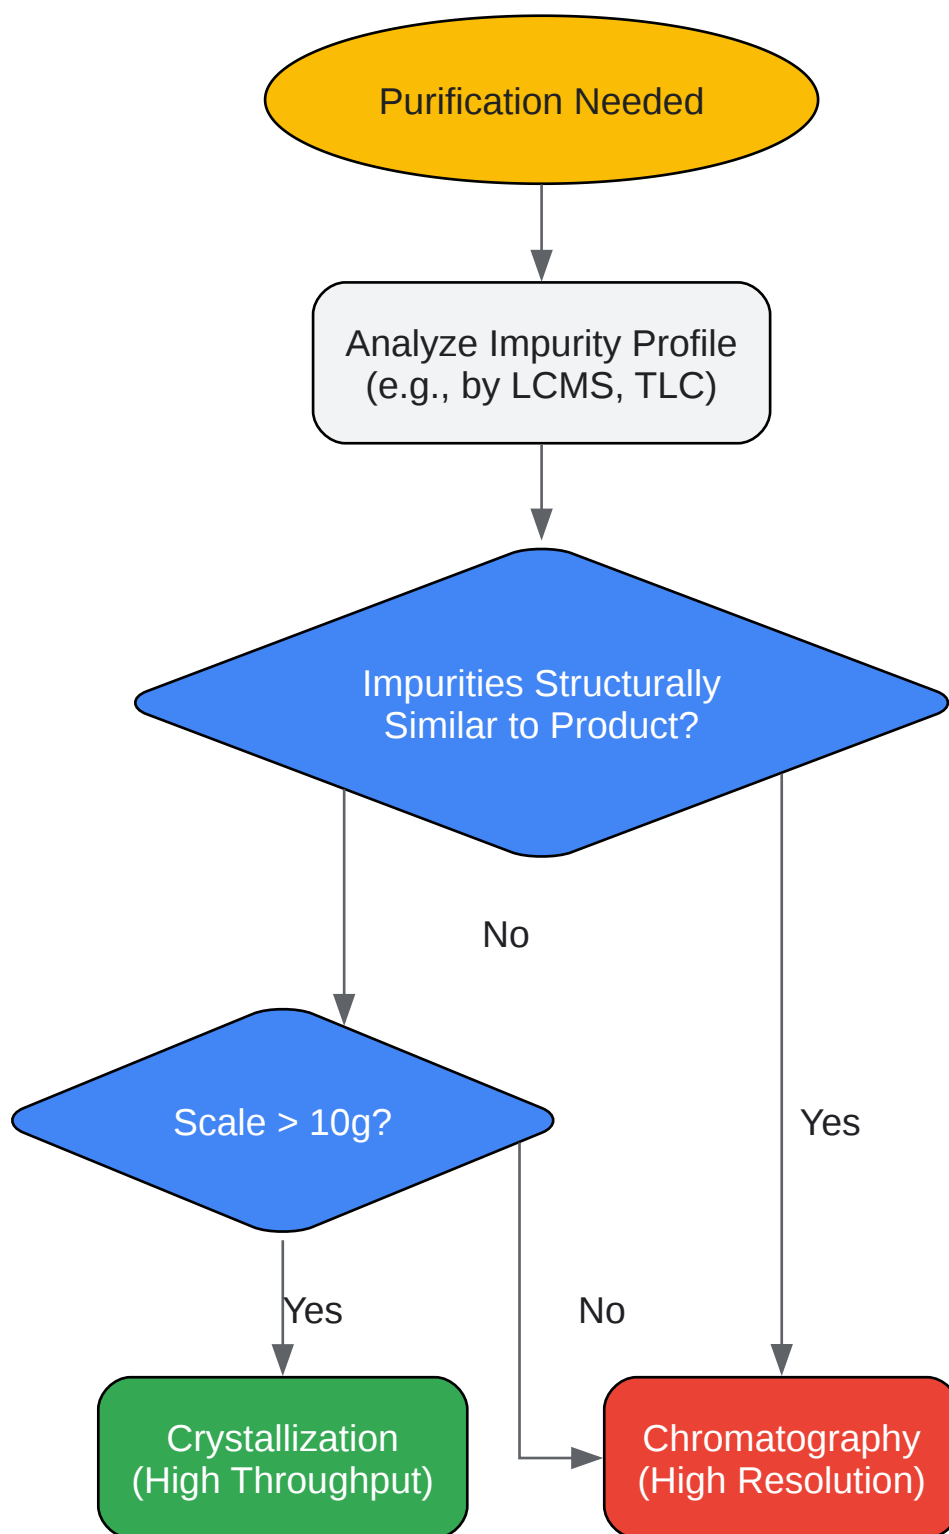 Purification Needed
Analyze Impurity Profile
(e.g., by LCMS, TLC)
Impurities Structurally
Similar to Product?
No
Scale > 10g?
Yes
Yes
No
Crystallization
(High Throughput)
Chromatography
(High Resolution)